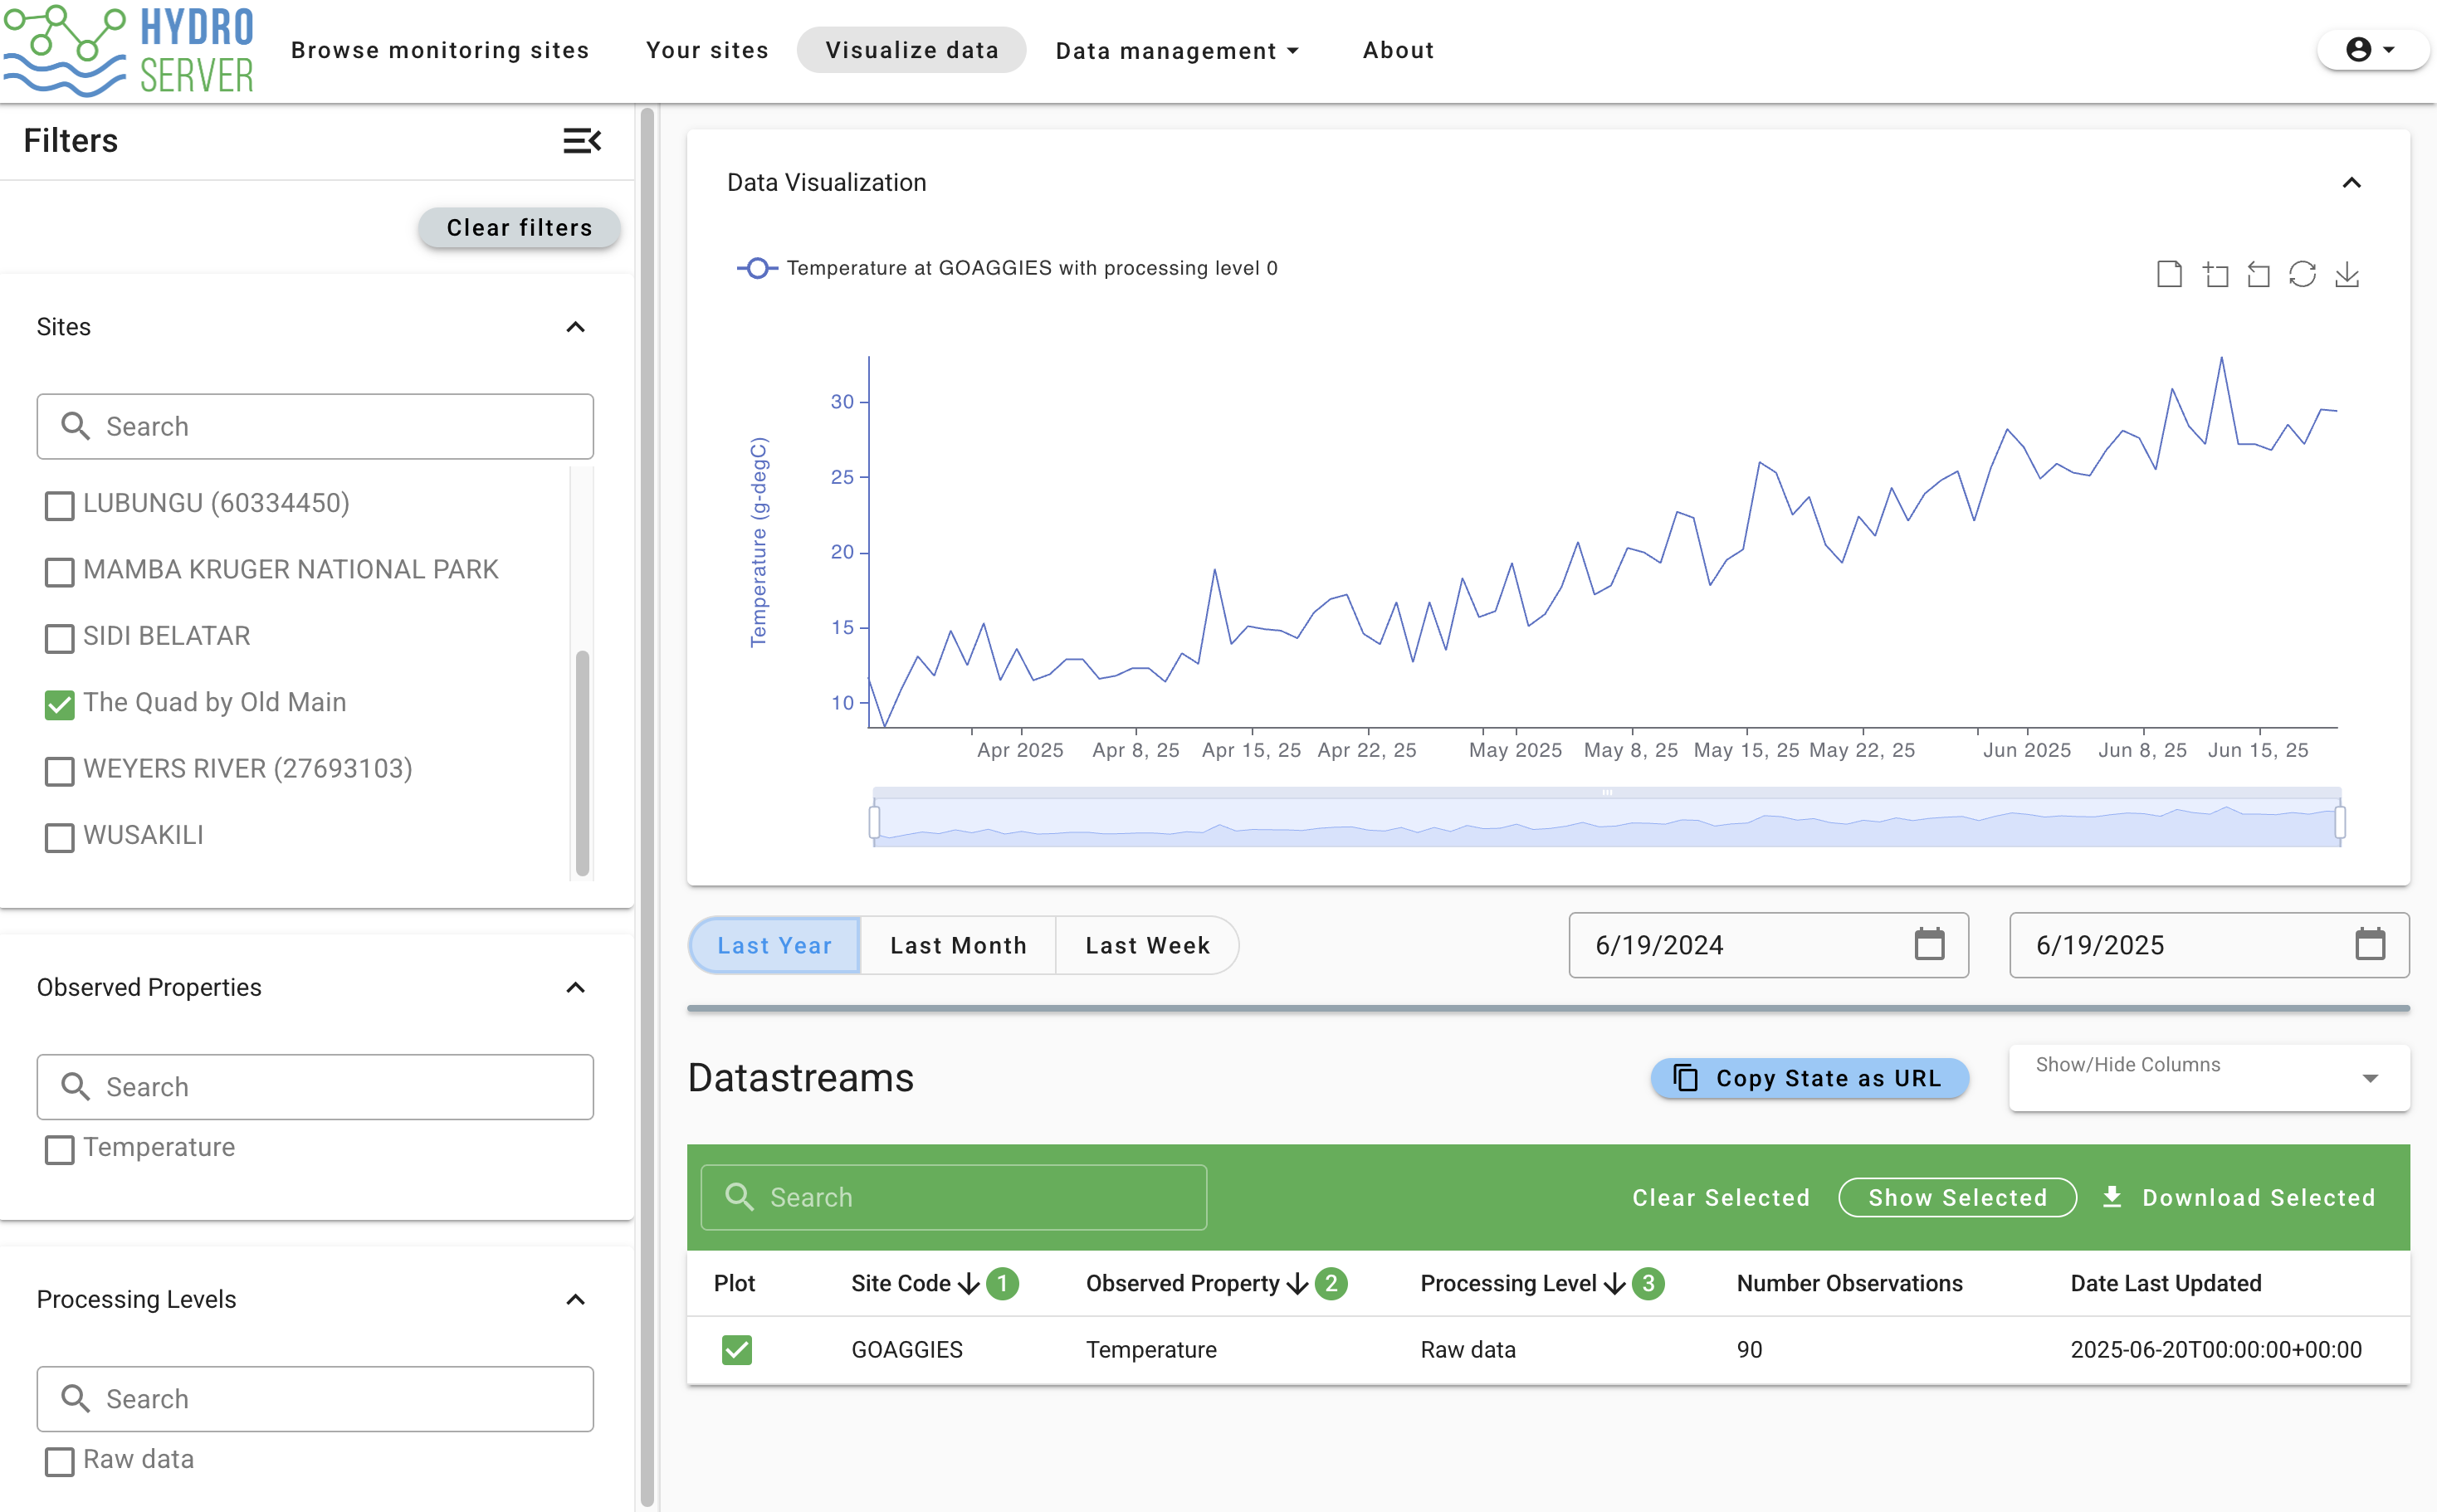 HYDRO
SERVER
Browse monitoring sites
Your sites
Visualize data
Data management
About
Filters
Clear filters
Sites
Search
LUBUNGU (60334450)
MAMBA KRUGER NATIONAL PARK
SIDI BELATAR
The Quad by Old Main
WEYERS RIVER (27693103)
WUSAKILI
Observed Properties
Search
Temperature
Processing Levels
Search
Raw data
Data Visualization
Temperature at GOAGGIES with processing level 0
Temperature (g-degC)
30
25
20
15
10
Apr 2025
Apr 8, 25
Apr 15, 25
Apr 22, 25
May 2025
May 8, 25
May 15, 25
May 22, 25
Jun 2025
Jun 8, 25
Jun 15, 25
Last Year
Last Month
Last Week
6/19/2024
6/19/2025
Datastreams
Copy State as URL
Show/Hide Columns
Search
Clear Selected
Show Selected
Download Selected
Plot
Site Code 1
Observed Property 2
Processing Level 3
Number Observations
Date Last Updated
GOAGGIES
Temperature
Raw data
90
2025-06-20T00:00:00+00:00